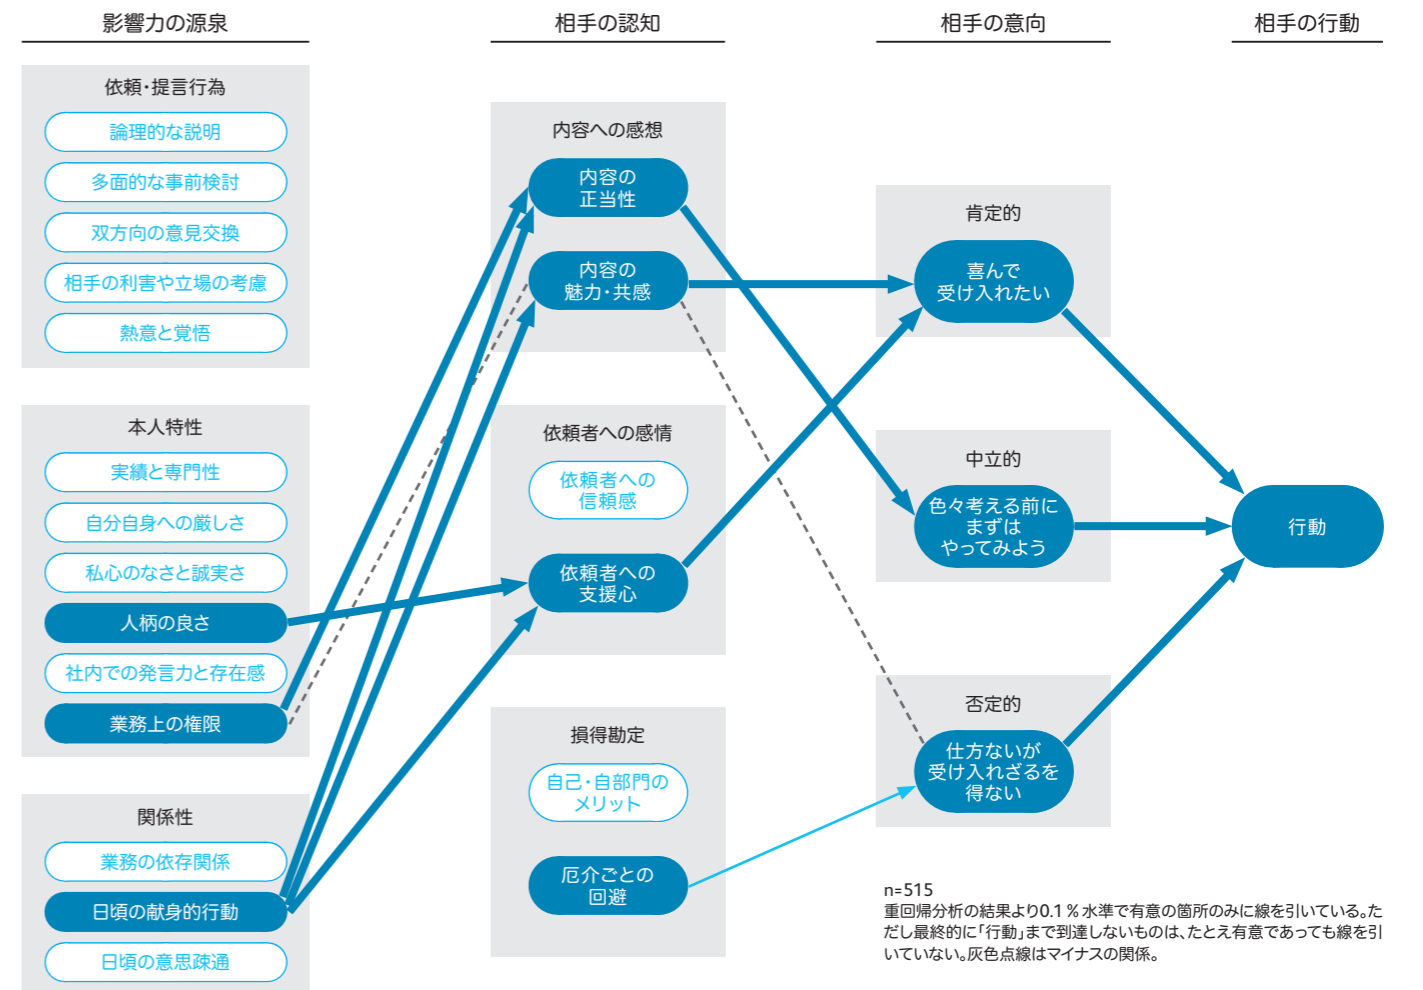 影響力の源泉
依頼・提言行為
論理的な説明
多面的な事前検討
双方向の意見交換
相手の利害や立場の考慮
熱意と覚悟
本人特性
実績と専門性
自分自身への厳しさ
私心のなさと誠実さ
人柄の良さ
社内での発言力と存在感
業務上の権限
関係性
業務の依存関係
日頃の献身的行動
日頃の意思疎通
相手の認知
内容への感想
内容の
正当性
内容の
魅力・共感
依頼者への感情
依頼者への
信頼感
依頼者への
支援心
損得勘定
自己・自部門の
メリット
厄介ごとの
回避
相手の意向
肯定的
喜んで
受け入れたい
中立的
色々考える前に
まずは
やってみよう
否定的
仕方ないが
受け入れざるを
得ない
相手の行動
行動
n=515
重回帰分析の結果より0.1%水準で有意の箇所のみに線を引いている。た
だし最終的に「行動」まで到達しないものは、たとえ有意であっても線を引
いていない。灰色点線はマイナスの関係。